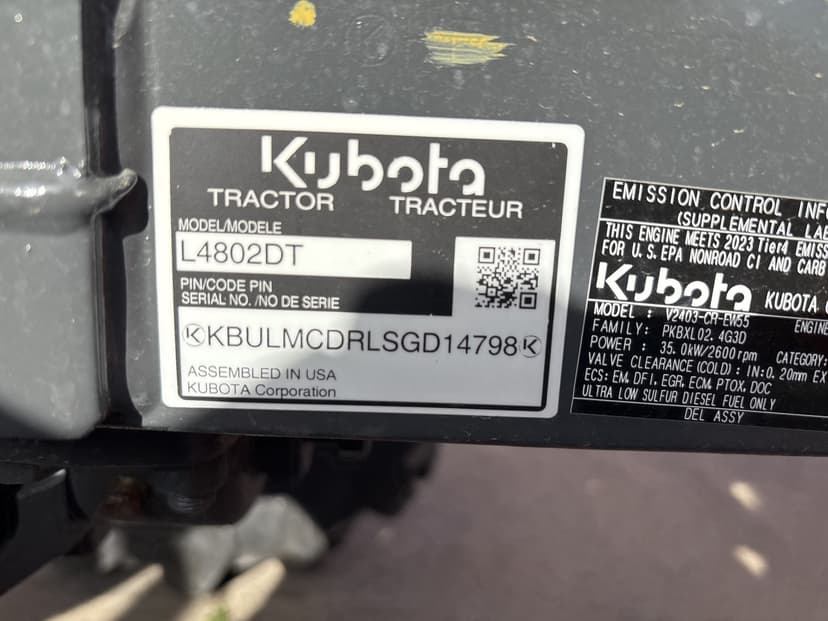 Kubota
TRACTOR TRACTEUR
MODEL/MODELE
L4802DT
PIN/CODE PIN
SERIAL NO. /NO DE SERIE
KBULMCDRLSGD14798
ASSEMBLED IN USA
KUBOTA Corporation
EMISSION CONTROL
(SUPPLEMENTAL
THIS ENGINE MEETS 2023 Tier4
FOR U.S. EPA NONROAD CI AND CARB
Kubota KUBOTA
MODEL : V2403-CR-EW55
FAMILY: PKBXL02.4G3D
POWER : 35.0kW/2600rpm CATEGORY:
VALVE CLEARANCE (COLD) : IN:0.20mm EX
ECS: EM, DFI, EGR, ECM, PTOX, DOC
ULTRA LOW SULFUR DIESEL FUEL ONLY
DEL ASSY